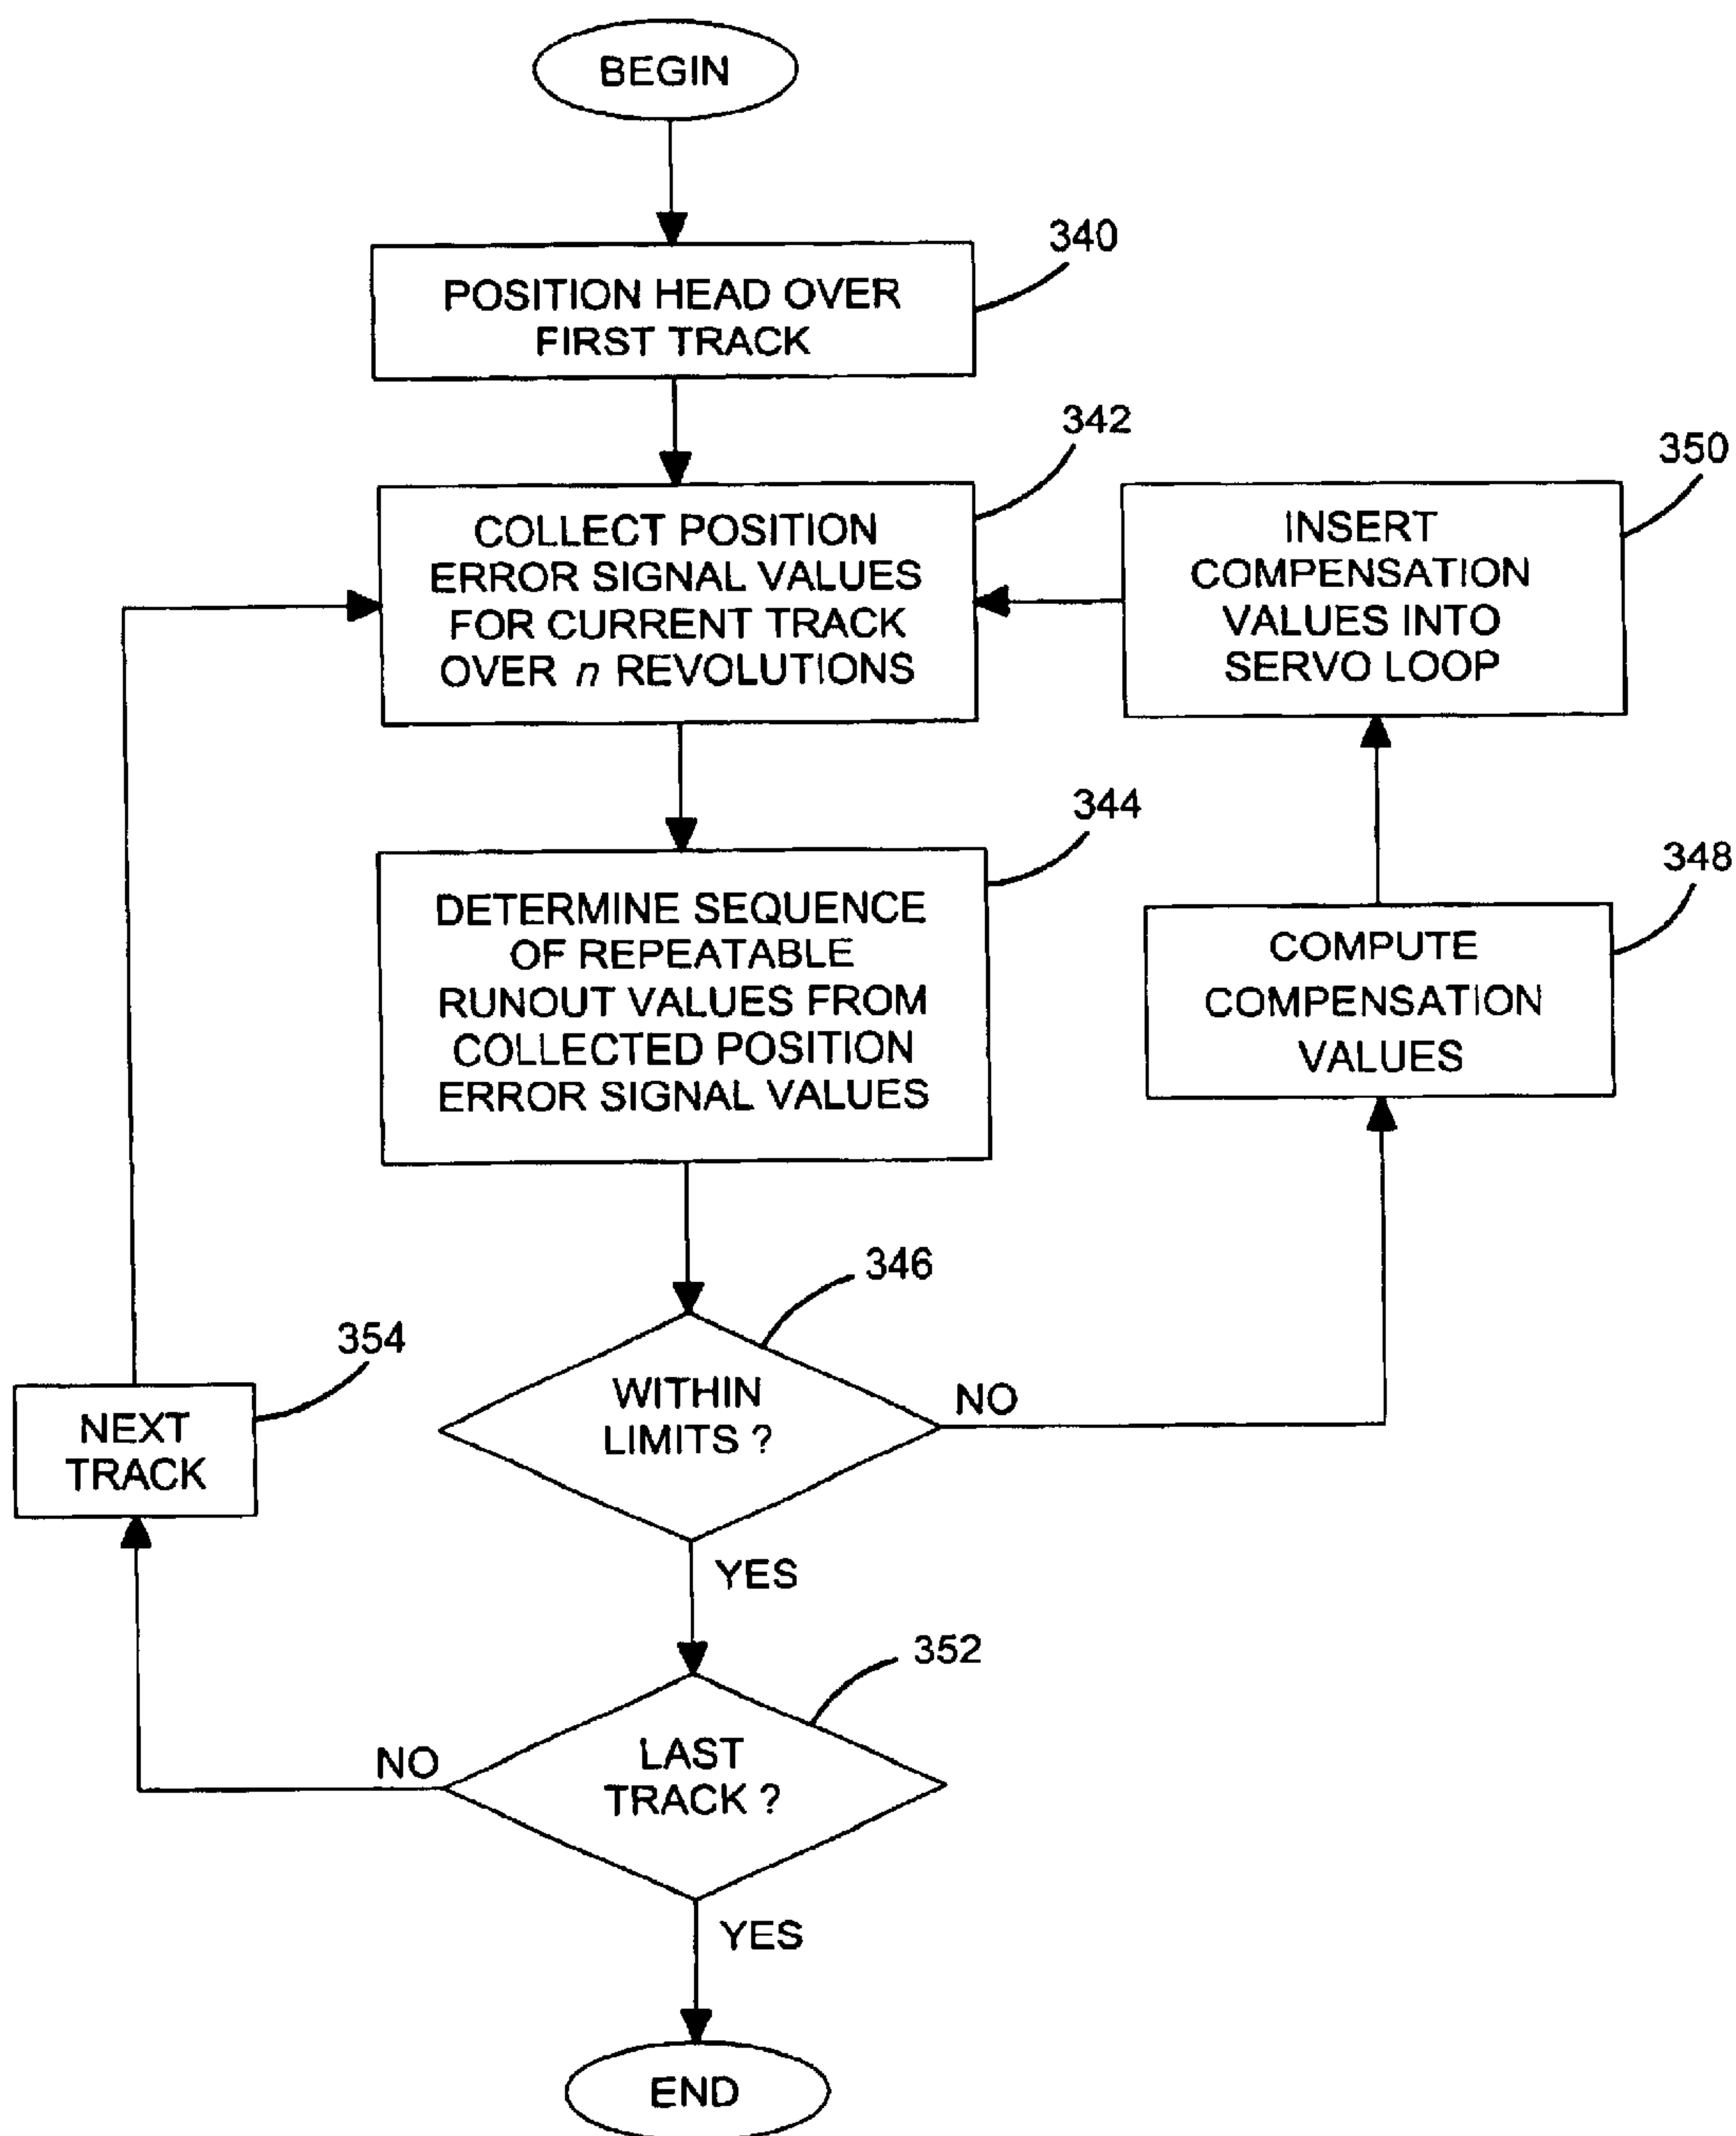 BEGIN
340
POSITION HEAD OVER
FIRST TRACK
342
COLLECT POSITION
ERROR SIGNAL VALUES
FOR CURRENT TRACK
OVER n REVOLUTIONS
350
INSERT
COMPENSATION
VALUES INTO
SERVO LOOP
344
DETERMINE SEQUENCE
OF REPEATABLE
RUNOUT VALUES FROM
COLLECTED POSITION
ERROR SIGNAL VALUES
348
COMPUTE
COMPENSATION
VALUES
346
WITHIN
LIMITS ?
NO
354
NEXT
TRACK
YES
352
LAST
TRACK ?
NO
YES
END